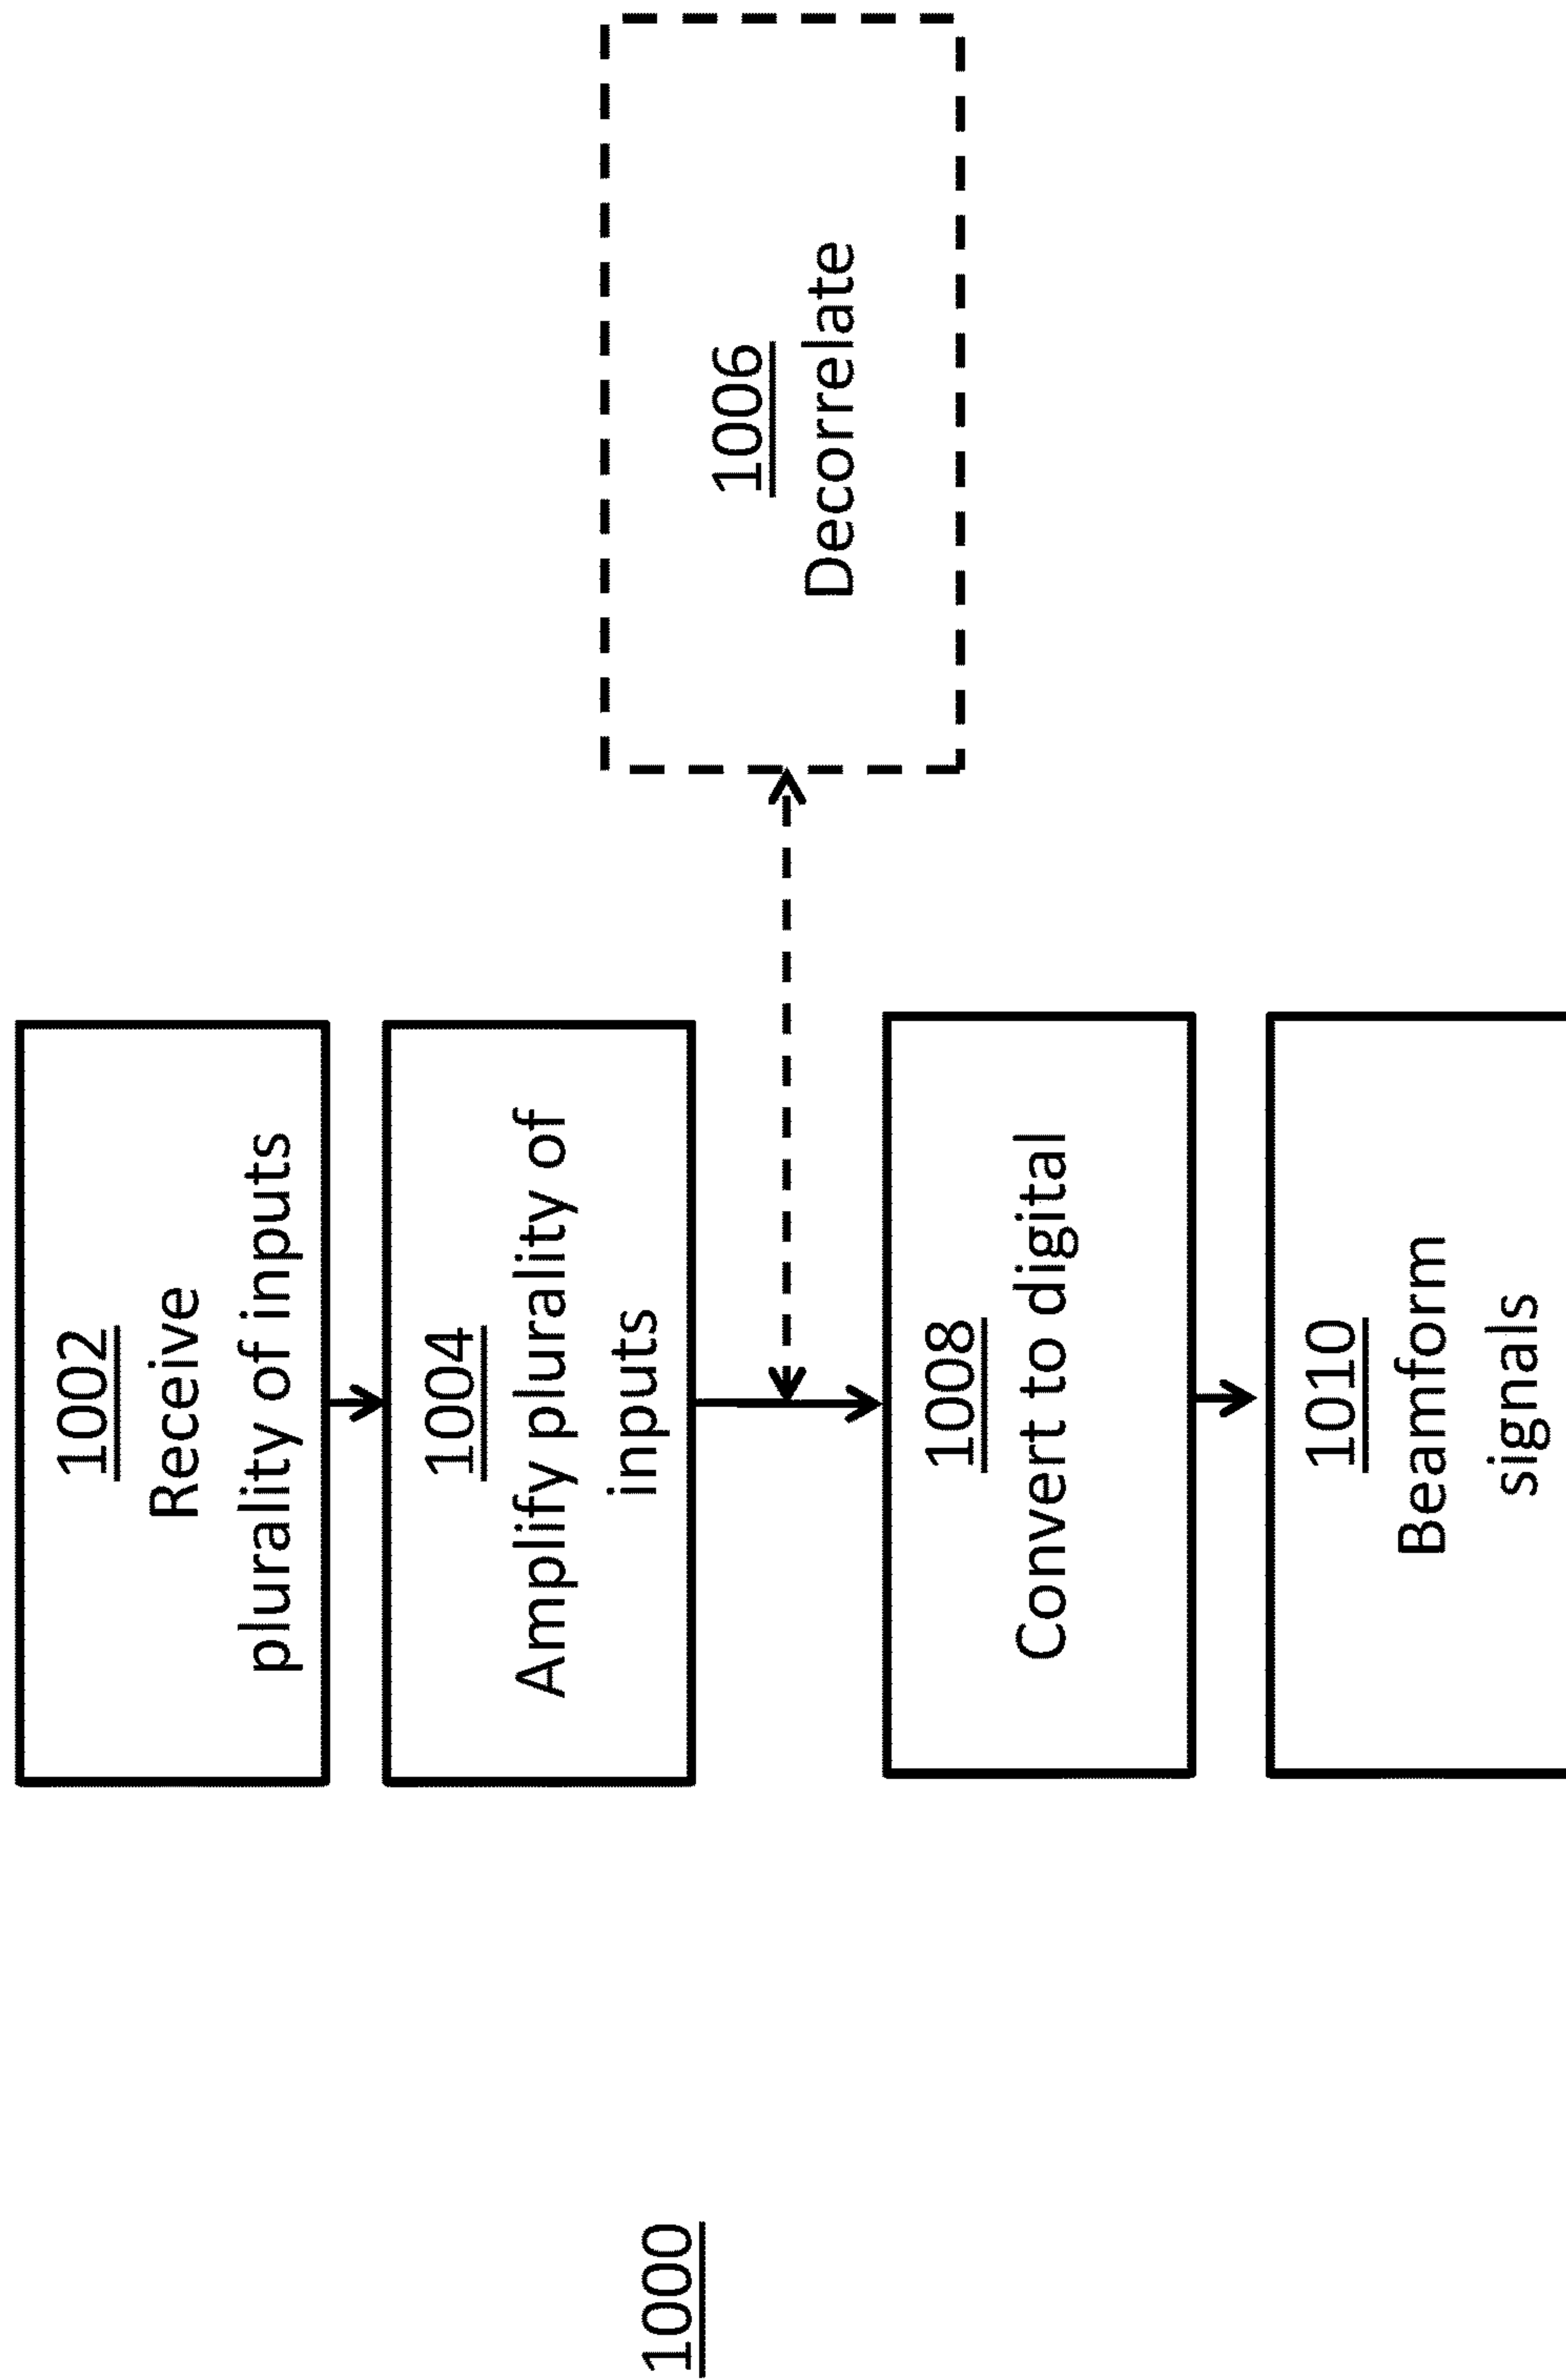 1000
1002
Receive
plurality of inputs
1004
Amplify plurality of
inputs
1006
Decorrelate
1008
Convert to digital
1010
Beamform
signals